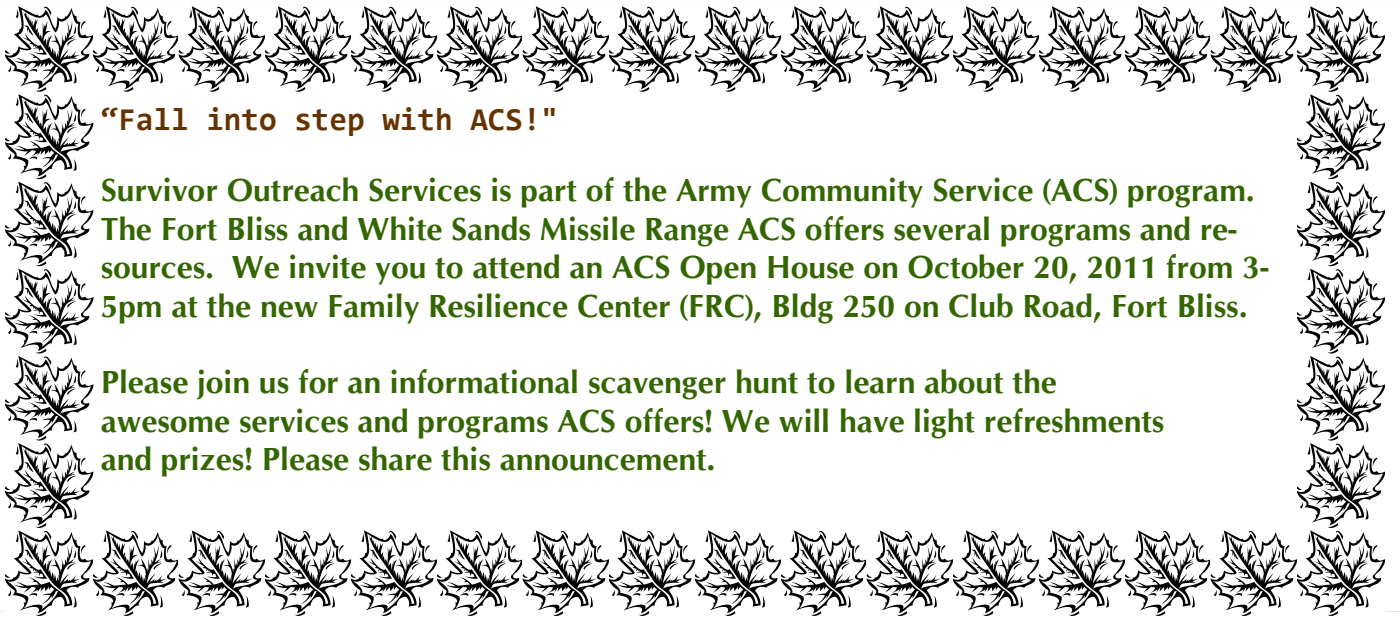 “Fall into step with ACS!"
Survivor Outreach Services is part of the Army Community Service (ACS) program.
The Fort Bliss and White Sands Missile Range ACS offers several programs and re-
sources.  We invite you to attend an ACS Open House on October 20, 2011 from 3-
5pm at the new Family Resilience Center (FRC), Bldg 250 on Club Road, Fort Bliss.
Please join us for an informational scavenger hunt to learn about the
awesome services and programs ACS offers! We will have light refreshments
and prizes! Please share this announcement.